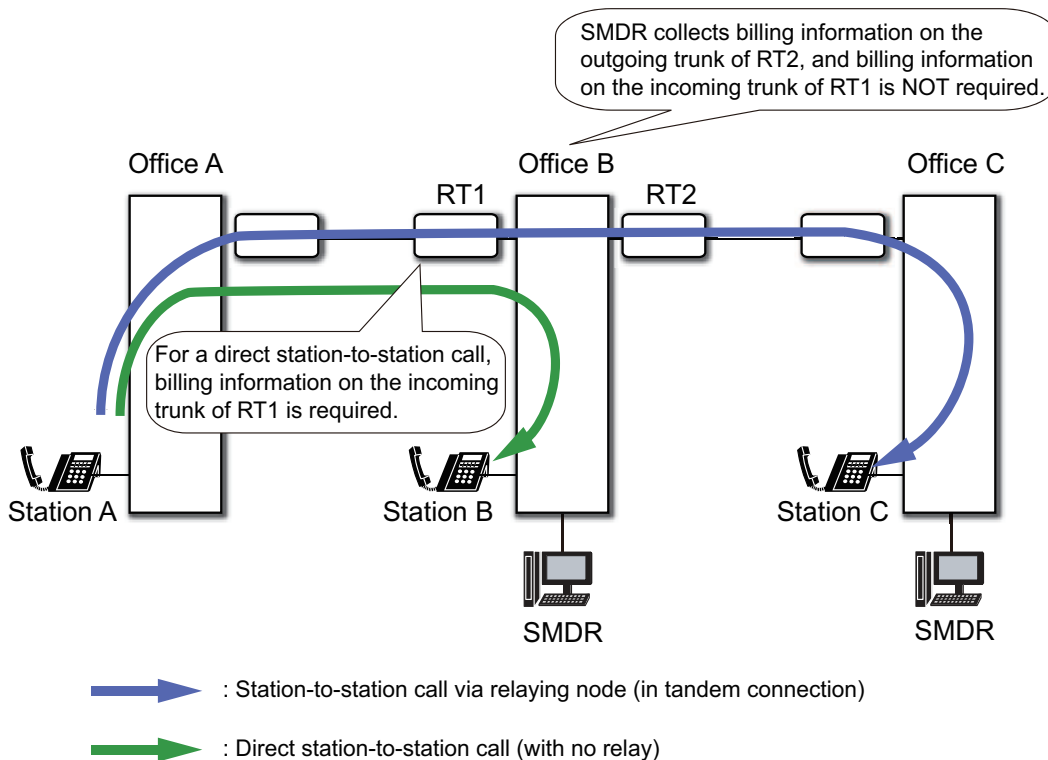 SMDR collects billing information on the
outgoing trunk of RT2, and billing information
on the incoming trunk of RT1 is NOT required.
Office A
Office B
Office C
RT1
RT2
For a direct station-to-station call,
billing information on the incoming
trunk of RT1 is required.
Station A
Station B
Station C
SMDR
SMDR
: Station-to-station call via relaying node (in tandem connection)
: Direct station-to-station call (with no relay)